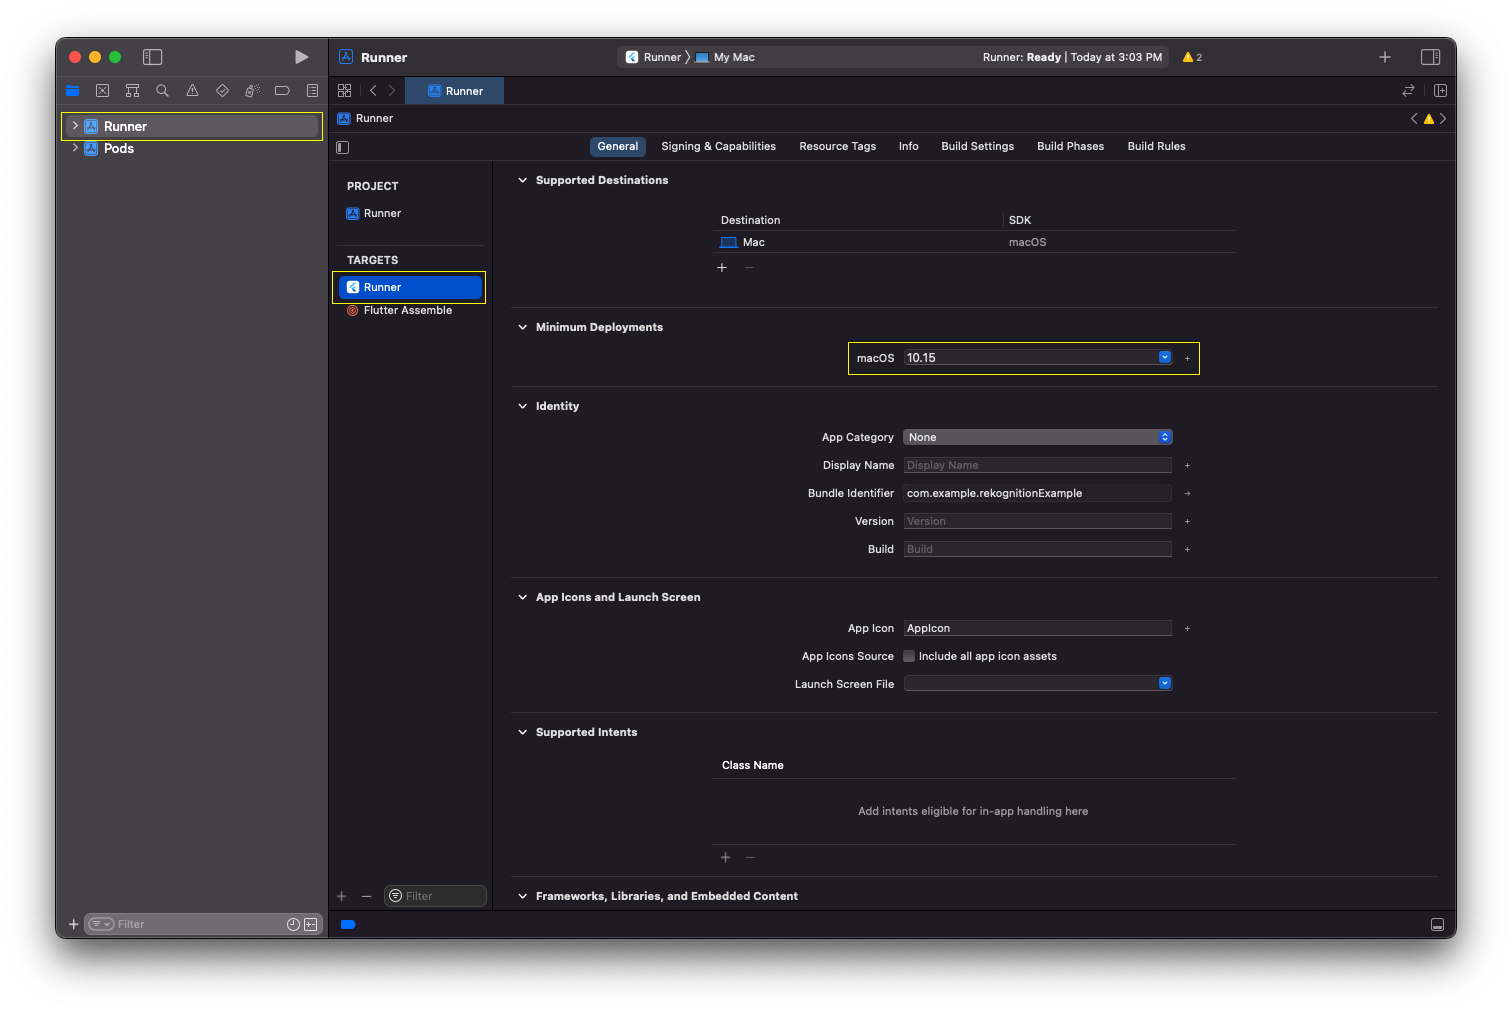 Runner
Runner 〉 My Mac
Runner: Ready | Today at 3:03 PM
2
Runner
Runner
Runner
Pods
General
Signing & Capabilities
Resource Tags
Info
Build Settings
Build Phases
Build Rules
PROJECT
Runner
TARGETS
Runner
Flutter Assemble
Supported Destinations
Destination
SDK
Mac
macOS
Minimum Deployments
macOS
10.15
Identity
App Category
None
Display Name
Display Name
Bundle Identifier
com.example.rekognitionExample
Version
Version
Build
Build
App Icons and Launch Screen
App Icon
AppIcon
App Icons Source
Include all app icon assets
Launch Screen File
Supported Intents
Class Name
Add intents eligible for in-app handling here
Frameworks, Libraries, and Embedded Content
Filter
Filter